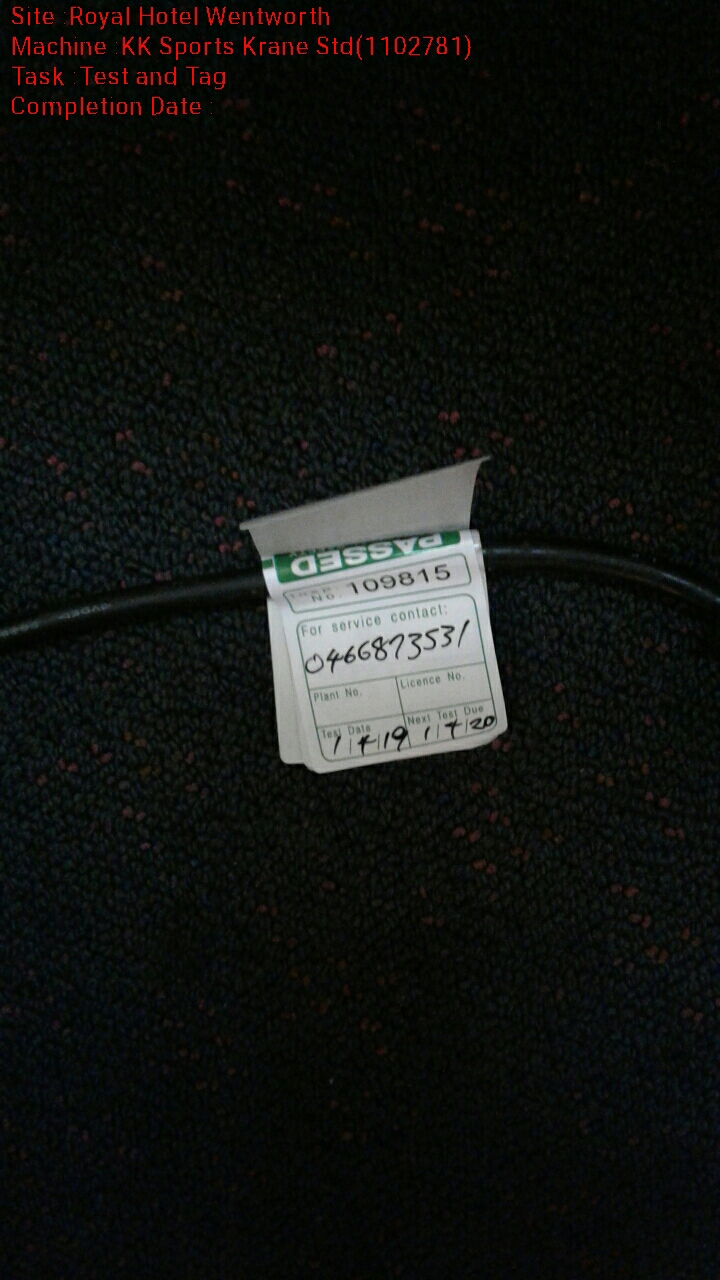 Site :Royal Hotel Wentworth
Machine :KK Sports Krane Std(1102781)
Task :Test and Tag
Completion Date :
PASSED
No. 109815
For service contact:
0466873531
Plant No.
Licence No.
Test Date
Next Test Due
1/4/19
1/4/20